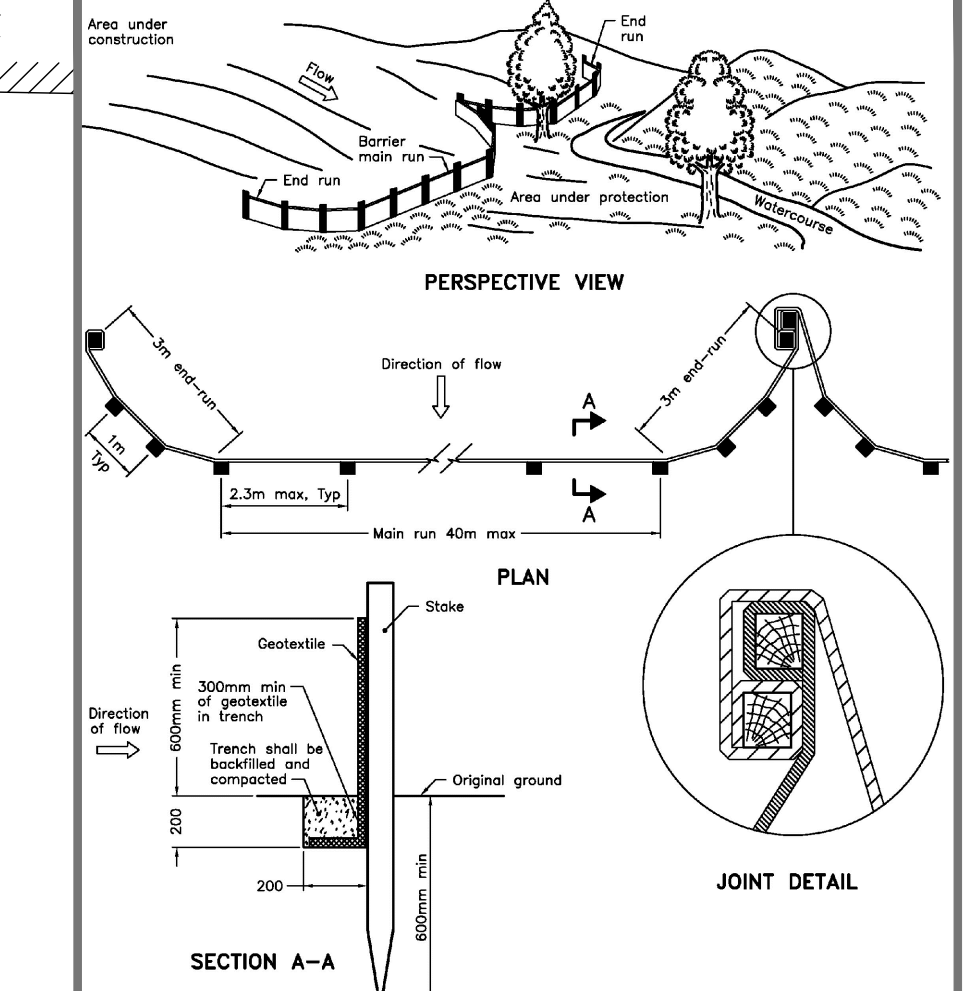 Area under
construction
End
run
Flow
Barrier
main run
End run
Area under protection
Watercourse
PERSPECTIVE VIEW
3m end-run
Direction of flow
3m end-run
A
1m
Typ
2.3m max, Typ
A
Main run 40m max
PLAN
Stake
Geotextile
600mm min
300mm min
of geotextile
in trench
Direction
of flow
Trench shall be
backfilled and
compacted
Original ground
200
200
600mm min
JOINT DETAIL
SECTION A-A